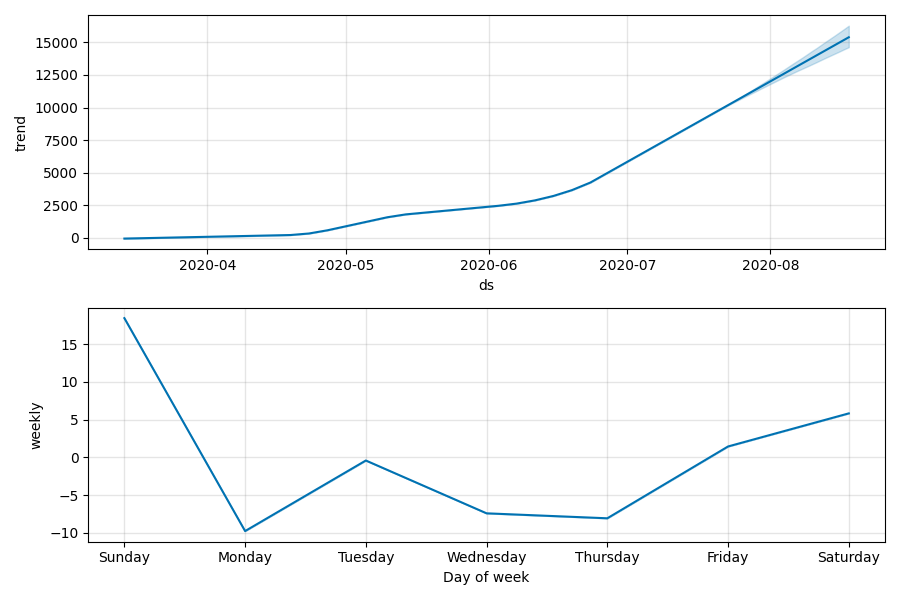 15000
12500
10000
7500
5000
2500
0
trend
2020-04 2020-05 2020-06 2020-07 2020-08
ds
15
10
5
0
−5
−10
weekly
Sunday Monday Tuesday Wednesday Thursday Friday Saturday
Day of week